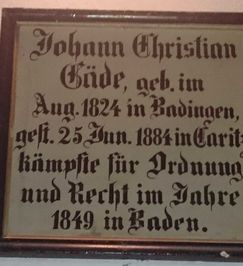 Johann Christian
Gäde, geb. im
Aug. 1824 in Badingen,
gest. 25 Jun. 1884 in Carit-
kämpfte für Ordnung
und Recht im Jahre
1849 in Baden.